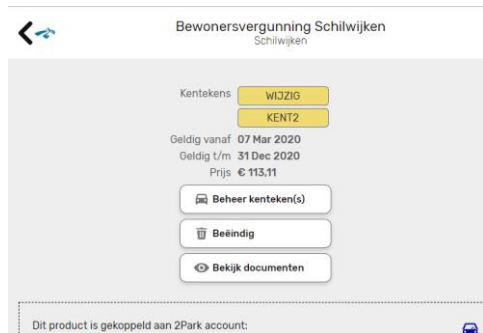 Bewonersvergunning Schilwijken
Schilwijken
Kentekens WIJZIG
KENT2
Geldig vanaf 07 Mar 2020
Geldig t/m 31 Dec 2020
Prijs € 113,11
Beheer kenteken(s)
Beëindig
Bekijk documenten
Dit product is gekoppeld aan 2Park account: